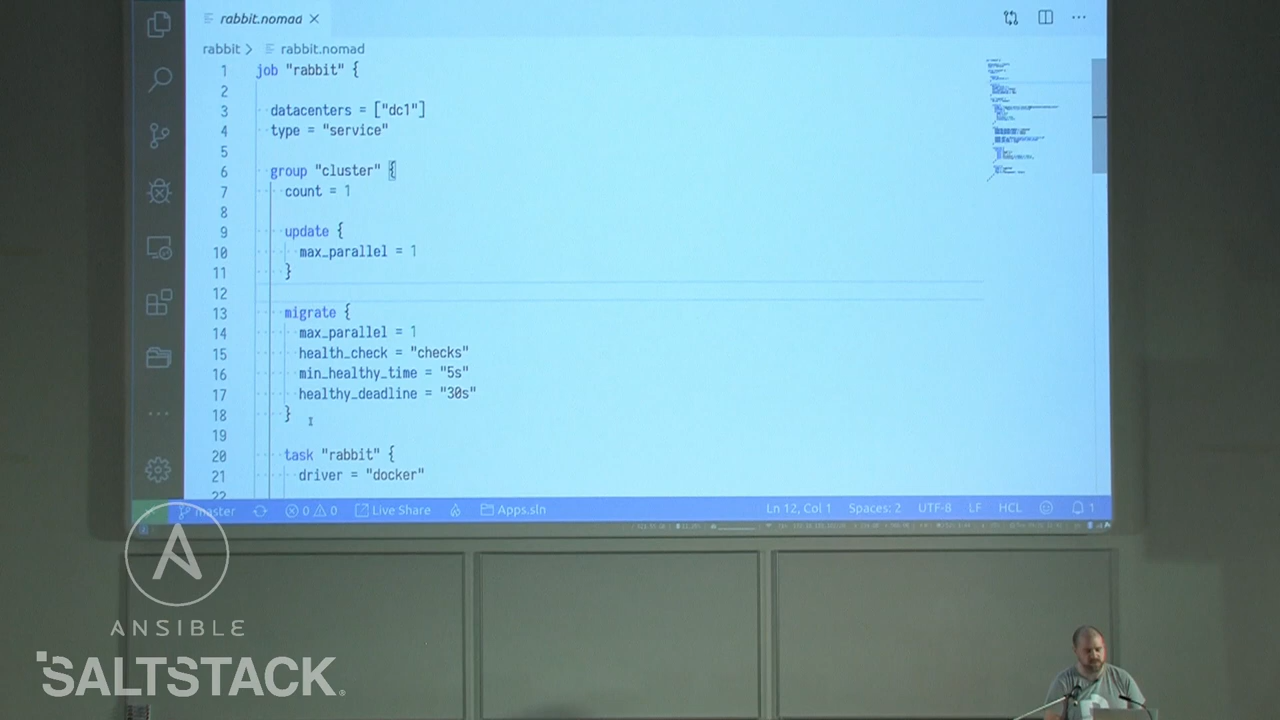 rabbit.nomad
rabbit > rabbit.nomad
1 job "rabbit" {
2
3 datacenters = ["dc1"]
4 type = "service"
5
6 group "cluster" {
7 count = 1
8
9 update {
10 max_parallel = 1
11 }
12
13 migrate {
14 max_parallel = 1
15 health_check = "checks"
16 min_healthy_time = "5s"
17 healthy_deadline = "30s"
18 }
19
20 task "rabbit" {
21 driver = "docker"
22
master 0 0 Live Share Apps.sln Ln 12, Col 1 Spaces: 2 UTF-8 LF HCL 1
ANSIBLE
SALTSTACK